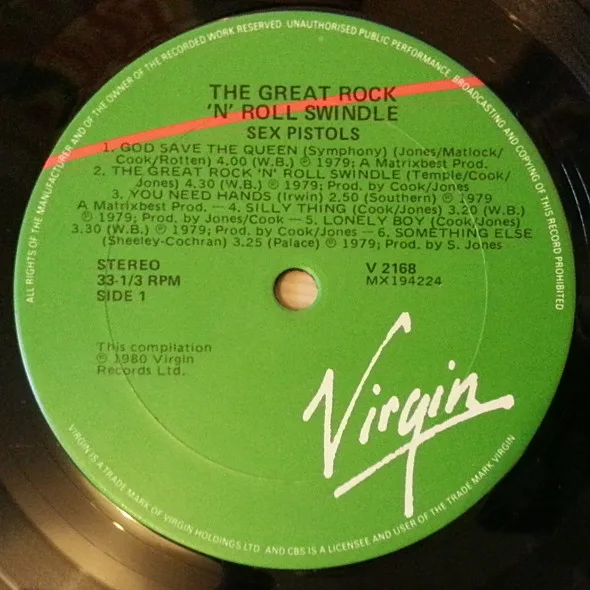 ALL RIGHTS OF THE MANUFACTURER AND OF THE OWNER OF THE RECORDED WORK RESERVED. UNAUTHORISED PUBLIC PERFORMANCE, BROADCASTING AND COPYING OF THIS RECORD PROHIBITED
THE GREAT ROCK
'N' ROLL SWINDLE
SEX PISTOLS
1. GOD SAVE THE QUEEN (Symphony) (Jones/Matlock/
Cook/Rotten) 4.00 (W.B.) ℗ 1979; A Matrixbest Prod.
2. THE GREAT ROCK 'N' ROLL SWINDLE (Temple/Cook/
Jones) 4.30 (W.B.) ℗ 1979; Prod. by Cook/Jones
3. YOU NEED HANDS (Irwin) 2.50 (Southern) ℗ 1979
A Matrixbest Prod. — 4. SILLY THING (Cook/Jones) 3.20 (W.B.)
℗ 1979; Prod. by Jones/Cook — 5. LONELY BOY (Cook/Jones)
3.30 (W.B.) ℗ 1979; Prod. by Cook/Jones — 6. SOMETHING ELSE
(Sheeley-Cochran) 3.25 (Palace) ℗ 1979; Prod. by S. Jones
STEREO
33-1/3 RPM
SIDE 1
V 2168
MX194224
This compilation
℗ 1980 Virgin
Records Ltd.
Virgin
VIRGIN IS A TRADE MARK OF VIRGIN HOLDINGS LTD. AND CBS IS A LICENSEE AND USER OF THE TRADE MARK VIRGIN